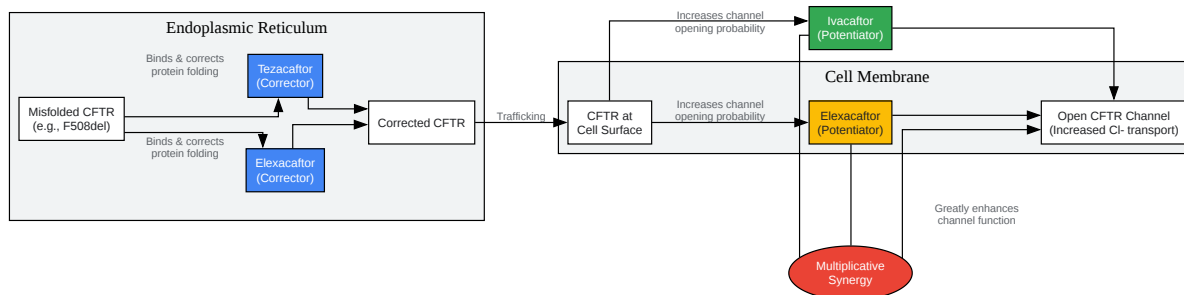 Endoplasmic Reticulum
Binds & corrects
protein folding
Tezacaftor
(Corrector)
Misfolded CFTR
(e.g., F508del)
Corrected CFTR
Binds & corrects
protein folding
Elexacaftor
(Corrector)
Trafficking
Increases channel
opening probability
Ivacaftor
(Potentiator)
Cell Membrane
CFTR at
Cell Surface
Increases channel
opening probability
Elexacaftor
(Potentiator)
Open CFTR Channel
(Increased Cl- transport)
Greatly enhances
channel function
Multiplicative
Synergy